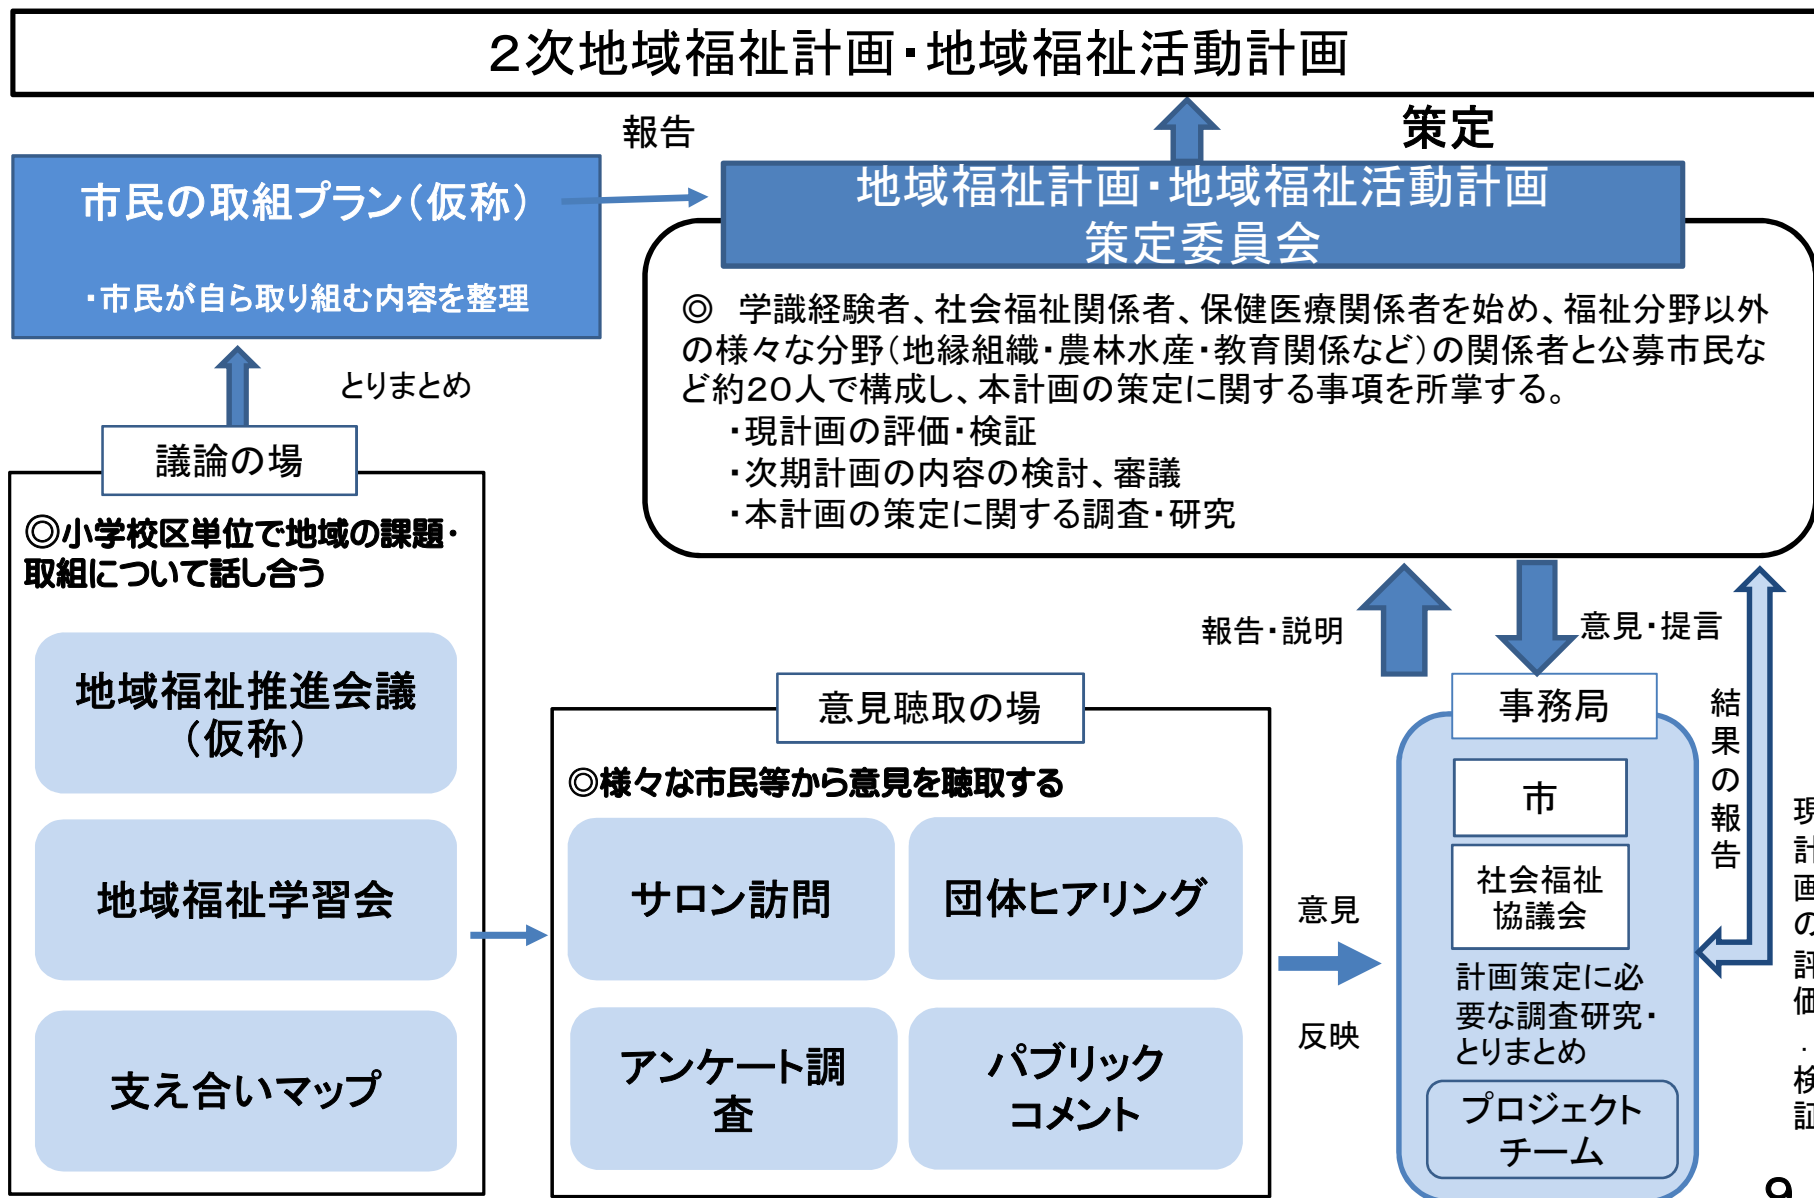 2次地域福祉計画・地域福祉活動計画
報告
策定
市民の取組プラン(仮称)
・市民が自ら取り組む内容を整理
地域福祉計画・地域福祉活動計画
策定委員会
◎ 学識経験者、社会福祉関係者、保健医療関係者を始め、福祉分野以外
の様々な分野(地縁組織・農林水産・教育関係など)の関係者と公募市民な
ど約20人で構成し、本計画の策定に関する事項を所掌する。
・現計画の評価・検証
・次期計画の内容の検討、審議
・本計画の策定に関する調査・研究
とりまとめ
議論の場
◎小学校区単位で地域の課題・
取組について話し合う
地域福祉推進会議
(仮称)
地域福祉学習会
支え合いマップ
意見聴取の場
◎様々な市民等から意見を聴取する
サロン訪問
団体ヒアリング
アンケート調
査
パブリック
コメント
意見
反映
報告・説明
意見・提言
事務局
市
社会福祉
協議会
計画策定に必
要な調査研究・
とりまとめ
プロジェクト
チーム
結果の報告
現計画の評価・検証
9